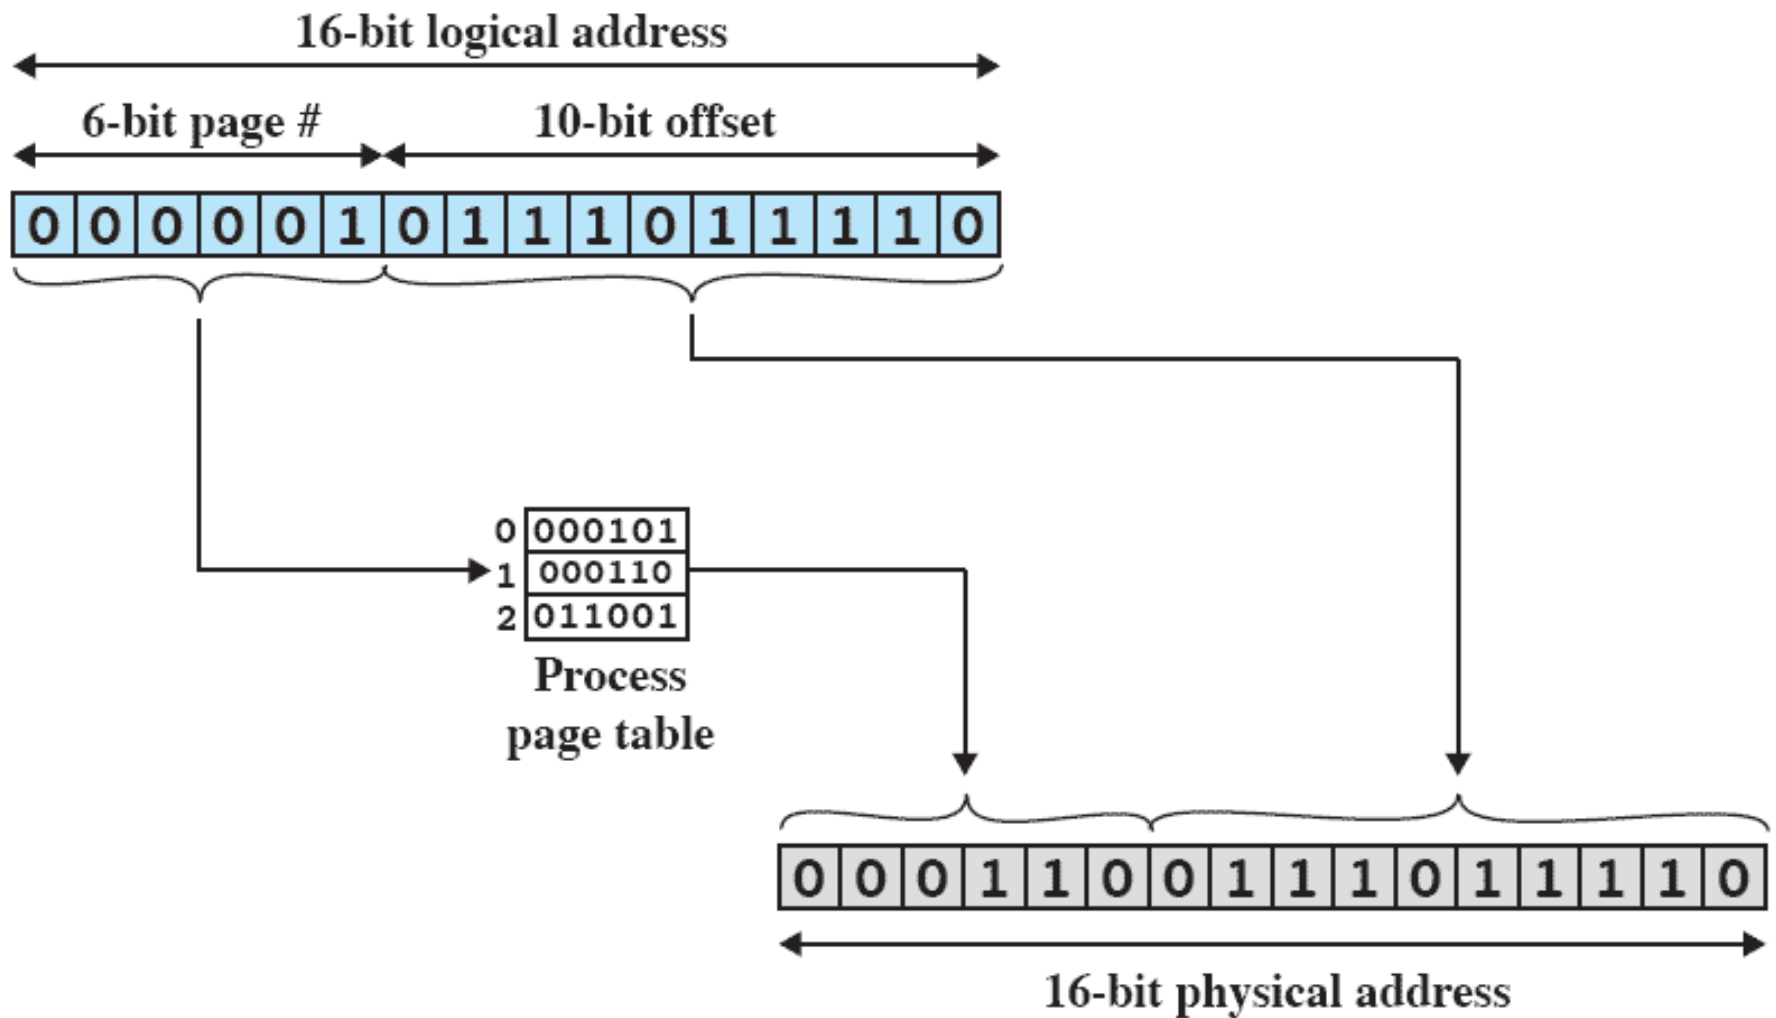 16-bit logical address
6-bit page # 10-bit offset
0 0 0 0 0 1 0 1 1 1 0 1 1 1 1 0
0 000101
1 000110
2 011001
Process
page table
0 0 0 1 1 0 0 1 1 1 0 1 1 1 1 0
16-bit physical address